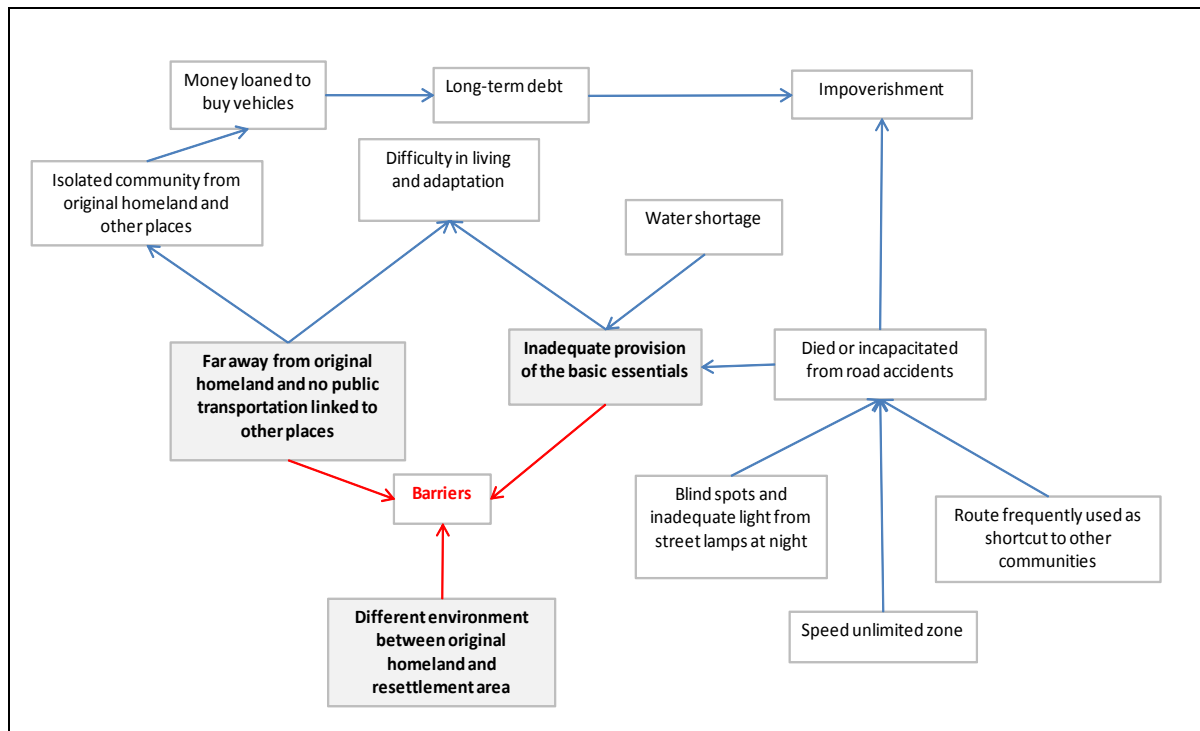 Money loaned to
buy vehicles
Long-term debt
Impoverishment
Isolated community from
original homeland and
other places
Difficulty in living
and adaptation
Water shortage
Far away from original
homeland and no public
transportation linked to
other places
Inadequate provision
of the basic essentials
Died or incapacitated
from road accidents
Barriers
Blind spots and
inadequate light from
street lamps at night
Route frequently used as
shortcut to other
communities
Different environment
between original
homeland and
resettlement area
Speed unlimited zone